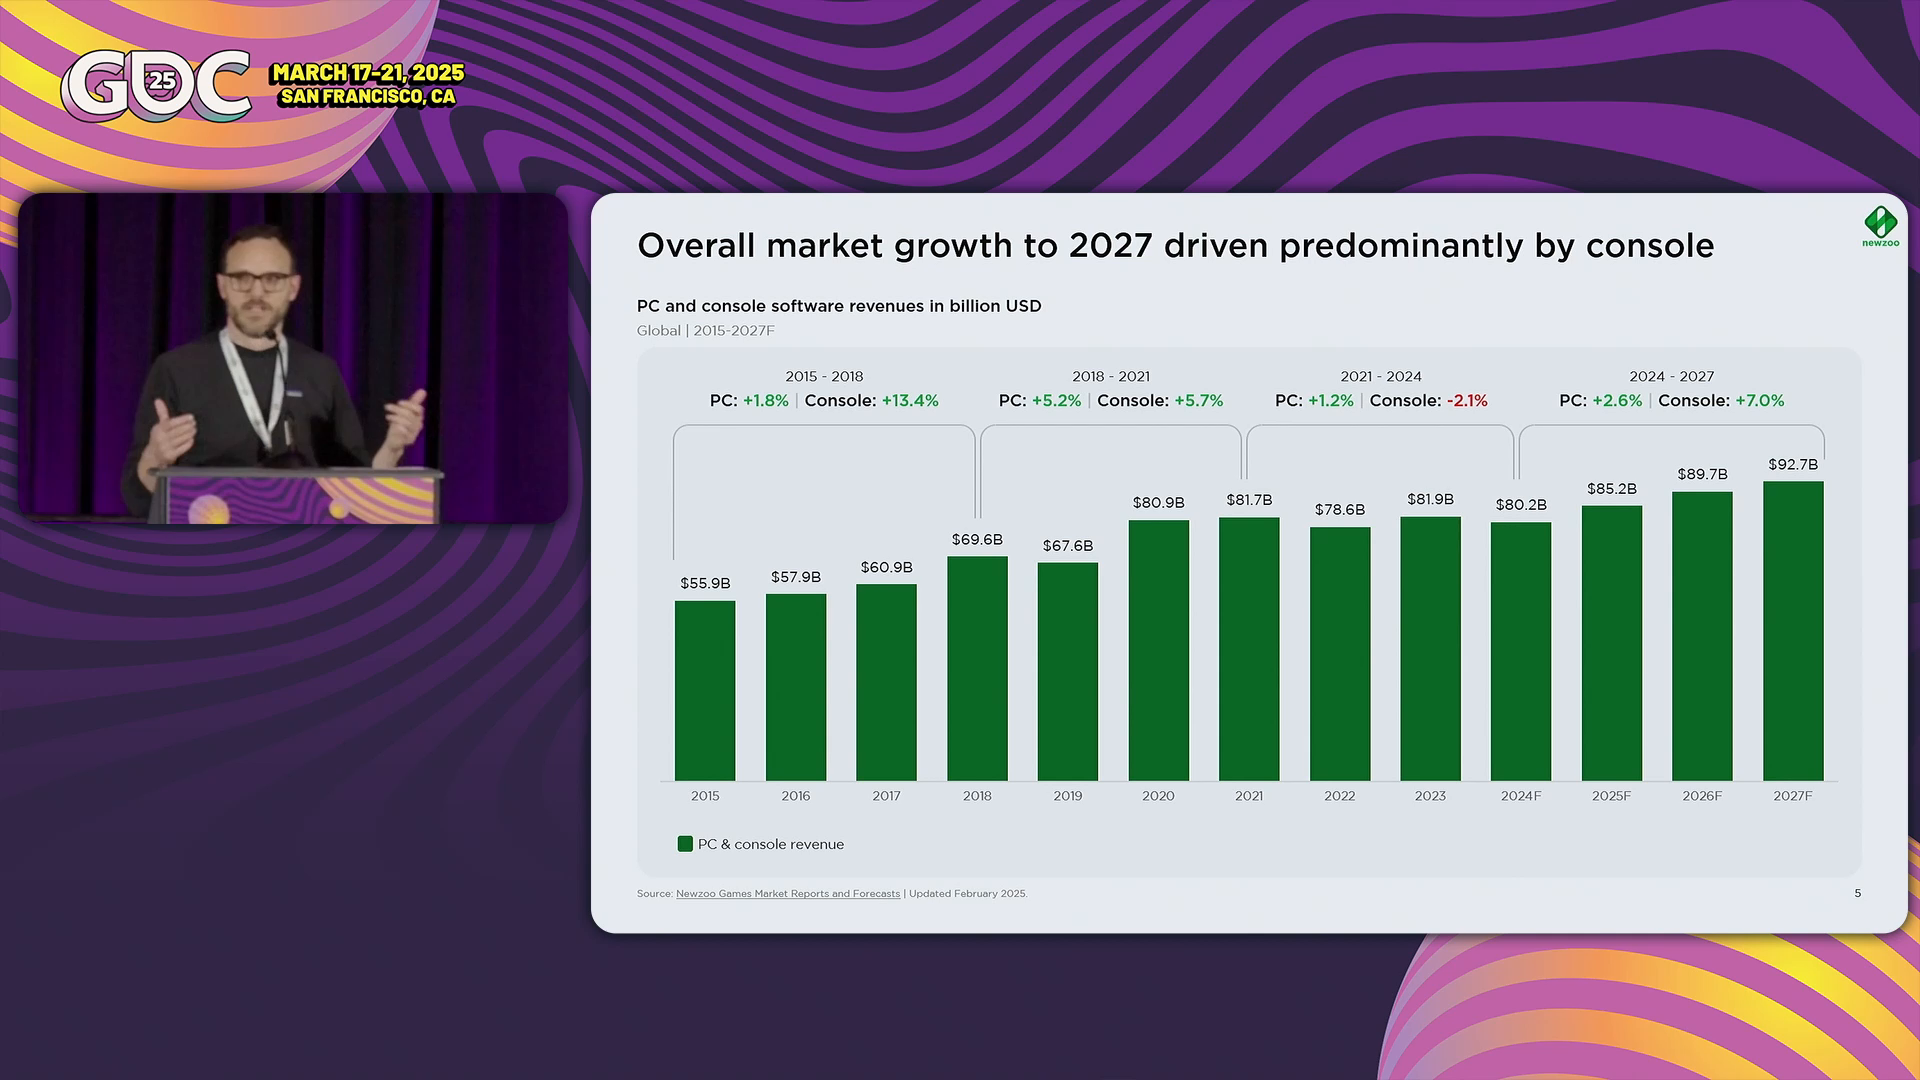 GDC
'25
MARCH 17-21, 2025
SAN FRANCISCO, CA
newzoo
Overall market growth to 2027 driven predominantly by console
PC and console software revenues in billion USD
Global | 2015-2027F
2015 - 2018
PC: +1.8% | Console: +13.4%
2018 - 2021
PC: +5.2% | Console: +5.7%
2021 - 2024
PC: +1.2% | Console: -2.1%
2024 - 2027
PC: +2.6% | Console: +7.0%
$55.9B $57.9B $60.9B $69.6B $67.6B $80.9B $81.7B $78.6B $81.9B $80.2B $85.2B $89.7B $92.7B
2015 2016 2017 2018 2019 2020 2021 2022 2023 2024F 2025F 2026F 2027F
PC & console revenue
Source: Newzoo Games Market Reports and Forecasts | Updated February 2025.
5